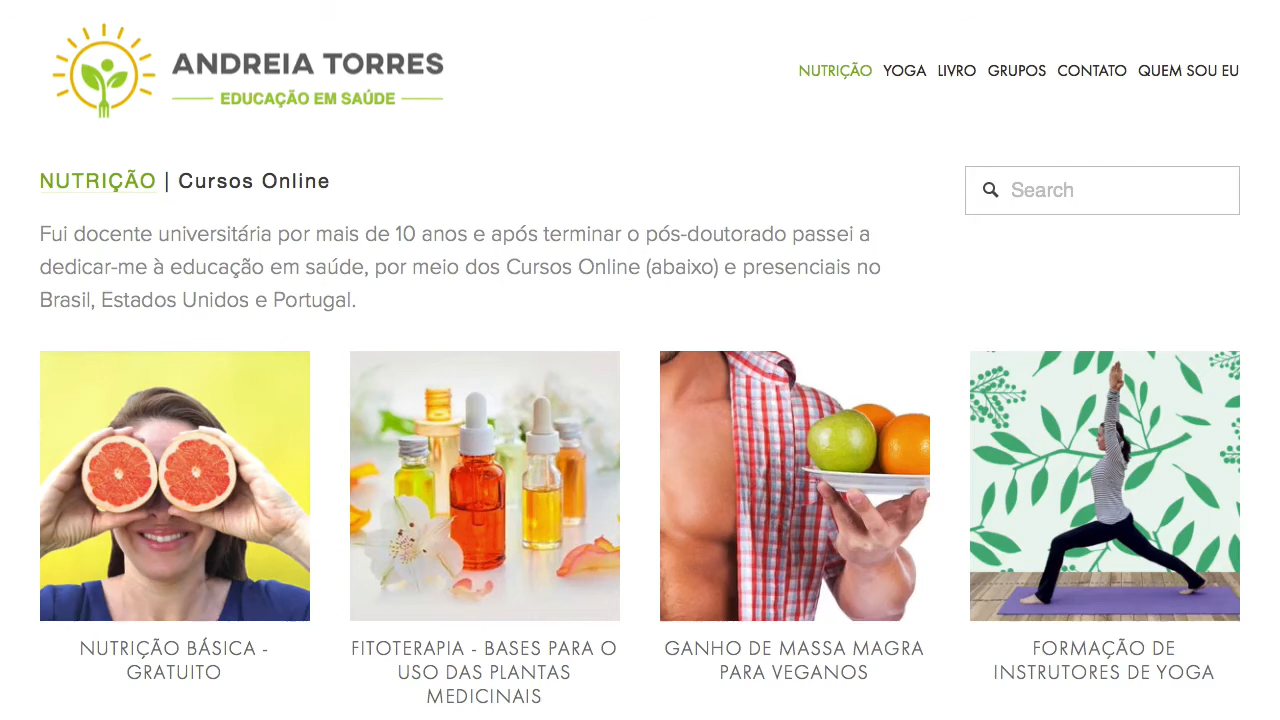 ANDREIA TORRES
EDUCAÇÃO EM SAÚDE
NUTRIÇÃO YOGA LIVRO GRUPOS CONTATO QUEM SOU EU
NUTRIÇÃO | Cursos Online
Search
Fui docente universitária por mais de 10 anos e após terminar o pós-doutorado passei a
dedicar-me à educação em saúde, por meio dos Cursos Online (abaixo) e presenciais no
Brasil, Estados Unidos e Portugal.
NUTRIÇÃO BÁSICA -
GRATUITO
FITOTERAPIA - BASES PARA O
USO DAS PLANTAS
MEDICINAIS
GANHO DE MASSA MAGRA
PARA VEGANOS
FORMAÇÃO DE
INSTRUTORES DE YOGA